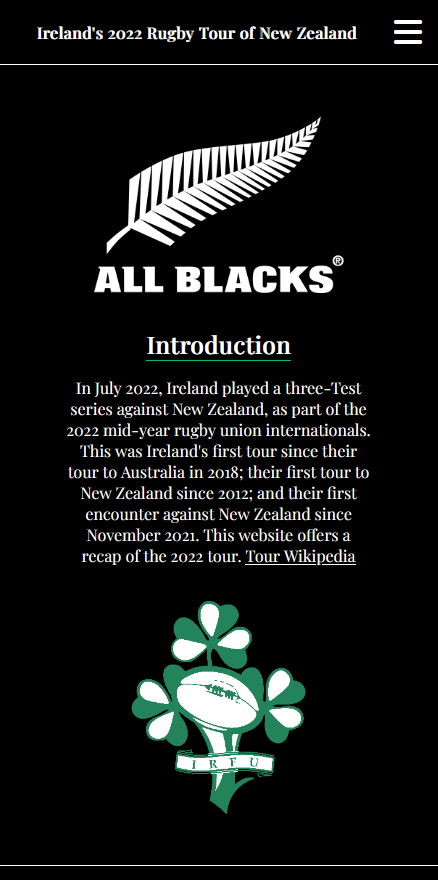 Ireland's 2022 Rugby Tour of New Zealand
ALL BLACKS®
Introduction
In July 2022, Ireland played a three-Test
series against New Zealand, as part of the
2022 mid-year rugby union internationals.
This was Ireland's first tour since their
tour to Australia in 2018; their first tour to
New Zealand since 2012; and their first
encounter against New Zealand since
November 2021. This website offers a
recap of the 2022 tour. Tour Wikipedia
IRFU